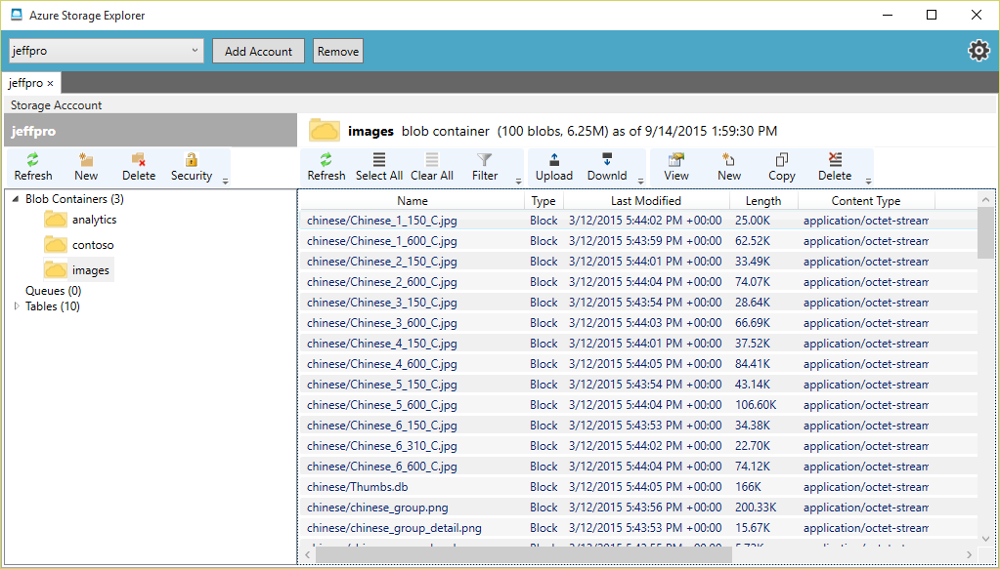 Azure Storage Explorer
jeffpro Add Account Remove
jeffpro ×
Storage Acccount
jeffpro
images blob container (100 blobs, 6.25M) as of 9/14/2015 1:59:30 PM
Refresh New Delete Security
Refresh Select All Clear All Filter Upload Downld View New Copy Delete
Blob Containers (3)
analytics
contoso
images
Queues (0)
Tables (10)
Name Type Last Modified Length Content Type
chinese/Chinese_1_150_C.jpg Block 3/12/2015 5:44:02 PM +00:00 25.00K application/octet-stream
chinese/Chinese_1_600_C.jpg Block 3/12/2015 5:43:59 PM +00:00 62.52K application/octet-stream
chinese/Chinese_2_150_C.jpg Block 3/12/2015 5:44:01 PM +00:00 33.49K application/octet-stream
chinese/Chinese_2_600_C.jpg Block 3/12/2015 5:44:04 PM +00:00 74.07K application/octet-stream
chinese/Chinese_3_150_C.jpg Block 3/12/2015 5:43:54 PM +00:00 28.64K application/octet-stream
chinese/Chinese_3_600_C.jpg Block 3/12/2015 5:44:03 PM +00:00 66.69K application/octet-stream
chinese/Chinese_4_150_C.jpg Block 3/12/2015 5:44:01 PM +00:00 37.52K application/octet-stream
chinese/Chinese_4_600_C.jpg Block 3/12/2015 5:44:05 PM +00:00 84.41K application/octet-stream
chinese/Chinese_5_150_C.jpg Block 3/12/2015 5:43:54 PM +00:00 43.14K application/octet-stream
chinese/Chinese_5_600_C.jpg Block 3/12/2015 5:44:04 PM +00:00 106.60K application/octet-stream
chinese/Chinese_6_150_C.jpg Block 3/12/2015 5:43:53 PM +00:00 34.38K application/octet-stream
chinese/Chinese_6_310_C.jpg Block 3/12/2015 5:44:02 PM +00:00 22.70K application/octet-stream
chinese/Chinese_6_600_C.jpg Block 3/12/2015 5:44:04 PM +00:00 74.12K application/octet-stream
chinese/Thumbs.db Block 3/12/2015 5:44:05 PM +00:00 166K application/octet-stream
chinese/chinese_group.png Block 3/12/2015 5:43:56 PM +00:00 200.33K application/octet-stream
chinese/chinese_group_detail.png Block 3/12/2015 5:43:53 PM +00:00 15.67K application/octet-stream